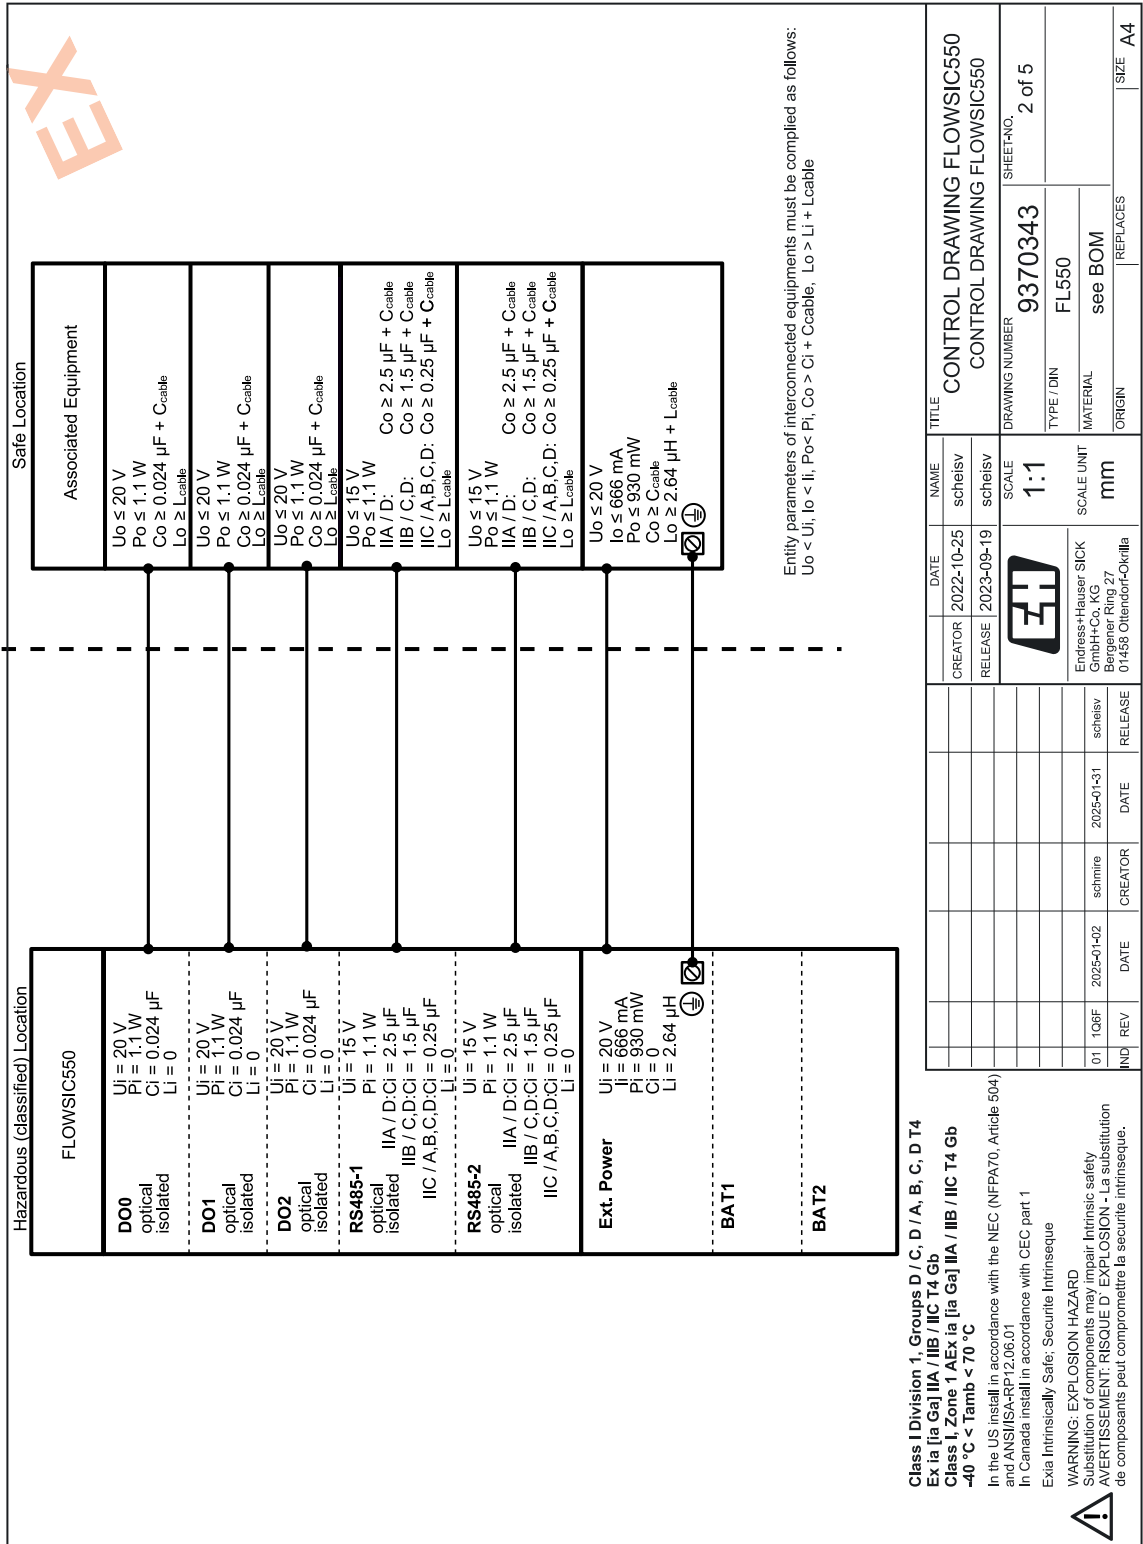 EX
Hazardous (classified) Location
Safe Location
FLOWSIC550
DO0
optical
isolated
Ui = 20 V
Pi = 1.1 W
Ci = 0.024 µF
Li = 0
DO1
optical
isolated
Ui = 20 V
Pi = 1.1 W
Ci = 0.024 µF
Li = 0
DO2
optical
isolated
Ui = 20 V
Pi = 1.1 W
Ci = 0.024 µF
Li = 0
RS485-1
optical
isolated
Ui = 15 V
Pi = 1.1 W
IIA / D:Ci = 2.5 µF
IIB / C,D:Ci = 1.5 µF
IIC / A,B,C,D:Ci = 0.25 µF
Li = 0
RS485-2
optical
isolated
Ui = 15 V
Pi = 1.1 W
IIA / D:Ci = 2.5 µF
IIB / C,D:Ci = 1.5 µF
IIC / A,B,C,D:Ci = 0.25 µF
Li = 0
Ext. Power
Ui = 20 V
Ii = 666 mA
Pi = 930 mW
Ci = 0
Li = 2.64 µH
BAT1
BAT2
Associated Equipment
Uo ≤ 20 V
Po ≤ 1.1 W
Co ≥ 0.024 µF + Ccable
Lo ≥ Lcable
Uo ≤ 20 V
Po ≤ 1.1 W
Co ≥ 0.024 µF + Ccable
Lo ≥ Lcable
Uo ≤ 20 V
Po ≤ 1.1 W
Co ≥ 0.024 µF + Ccable
Lo ≥ Lcable
Uo ≤ 15 V
Po ≤ 1.1 W
IIA / D: Co ≥ 2.5 µF + Ccable
IIB / C,D: Co ≥ 1.5 µF + Ccable
IIC / A,B,C,D: Co ≥ 0.25 µF + Ccable
Lo ≥ Lcable
Uo ≤ 15 V
Po ≤ 1.1 W
IIA / D: Co ≥ 2.5 µF + Ccable
IIB / C,D: Co ≥ 1.5 µF + Ccable
IIC / A,B,C,D: Co ≥ 0.25 µF + Ccable
Lo ≥ Lcable
Uo ≤ 20 V
Io ≤ 666 mA
Po ≤ 930 mW
Co ≥ Ccable
Lo ≥ 2.64 µH + Lcable
Entity parameters of interconnected equipments must be complied as follows:
Uo < Ui, Io < Ii, Po< Pi, Co > Ci + Ccable, Lo > Li + Lcable
Class I Division 1, Groups D / C, D / A, B, C, D T4
Ex ia [ia Ga] IIA / IIB / IIC T4 Gb
Class I, Zone 1 AEx ia [ia Ga] IIA / IIB / IIC T4 Gb
-40 °C < Tamb < 70 °C
In the US install in accordance with the NEC (NFPA70, Article 504)
and ANSI/ISA-RP12.06.01
In Canada install in accordance with CEC part 1
Exia Intrinsically Safe; Securite Intrinseque
WARNING: EXPLOSION HAZARD
Substitution of components may impair Intrinsic safety
AVERTISSEMENT: RISQUE D` EXPLOSION - La substitution
de composants peut compromettre la securite intrinseque.
01 1Q6F 2025-01-02 schmire 2025-01-31 scheisv
IND REV DATE CREATOR DATE RELEASE
DATE NAME
CREATOR 2022-10-25 scheisv
RELEASE 2023-09-19 scheisv
EH
Endress+Hauser SICK
GmbH+Co. KG
Bergener Ring 27
01458 Ottendorf-Okrilla
SCALE
1:1
SCALE UNIT
mm
TITLE
CONTROL DRAWING FLOWSIC550
CONTROL DRAWING FLOWSIC550
DRAWING NUMBER
9370343
SHEET-NO.
2 of 5
TYPE / DIN
FL550
MATERIAL
see BOM
ORIGIN
REPLACES
SIZE A4